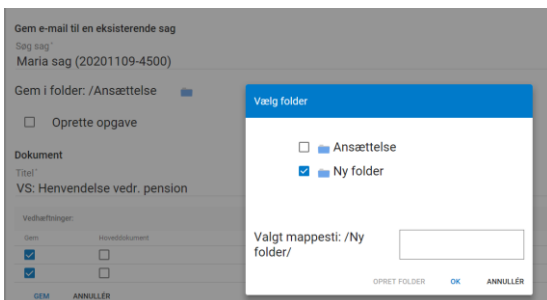 Gem e-mail til en eksisterende sag
Søg sag*
Maria sag (20201109-4500)
Gem i folder: /Ansættelse
Oprette opgave
Dokument
Titel*
VS: Henvendelse vedr. pension
Vedhæftninger:
Gem
Hoveddokument
GEM
ANNULLÉR
Vælg folder
Ansættelse
Ny folder
Valgt mappesti: /Ny
folder/
OPRET FOLDER
OK
ANNULLÉR